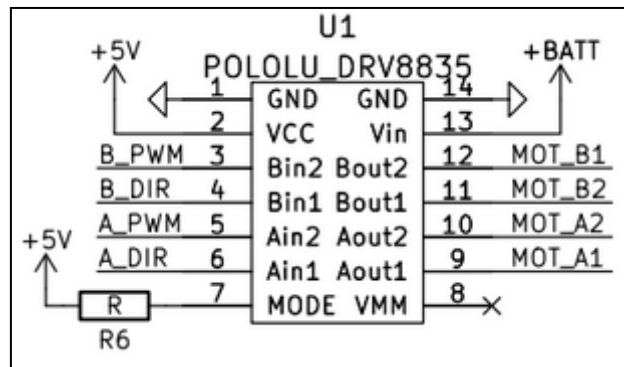 U1
+5V
+BATT
POLOLU_DRV8835
1 GND GND 14
2 VCC Vin 13
B_PWM 3 Bin2 Bout2 12 MOT_B1
B_DIR 4 Bin1 Bout1 11 MOT_B2
A_PWM 5 Ain2 Aout2 10 MOT_A2
+5V
A_DIR 6 Ain1 Aout1 9 MOT_A1
R 7 MODE VMM 8
R6